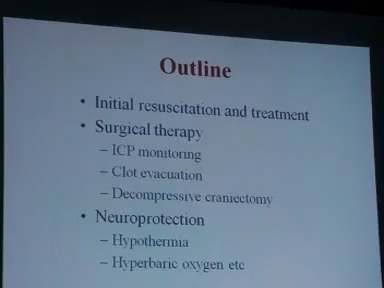 Outline
• Initial resuscitation and treatment
• Surgical therapy
– ICP monitoring
– Clot evacuation
– Decompressive craniectomy
• Neuroprotection
– Hypothermia
– Hyperbaric oxygen etc